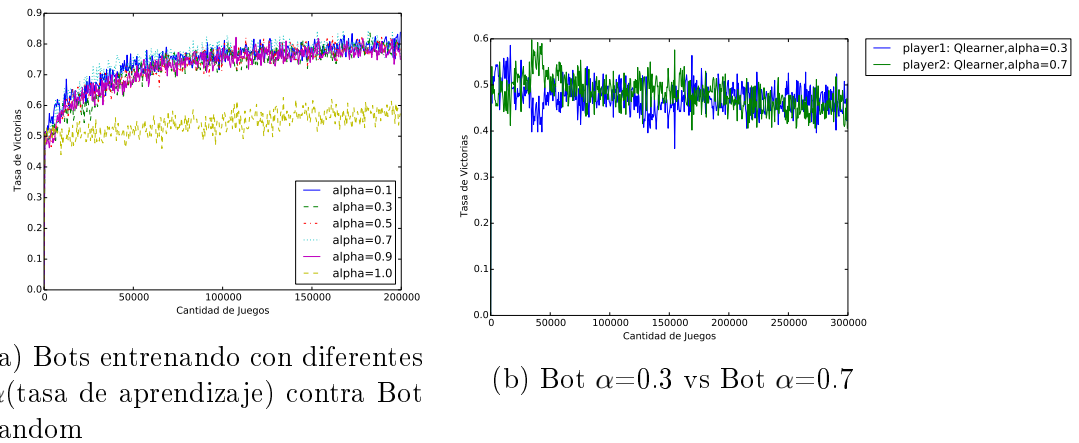 0.9
0.8
0.7
0.6
0.5
0.4
0.3
0.2
0.1
0.0
Tasa de Victorias
alpha=0.1
alpha=0.3
alpha=0.5
alpha=0.7
alpha=0.9
alpha=1.0
0 50000 100000 150000 200000
Cantidad de Juegos
a) Bots entrenando con diferentes
α(tasa de aprendizaje) contra Bot
andom
0.6
0.5
0.4
0.3
0.2
0.1
0.0
Tasa de Victorias
0 50000 100000 150000 200000 250000 300000
Cantidad de Juegos
player1: Qlearner,alpha=0.3
player2: Qlearner,alpha=0.7
(b) Bot α=0.3 vs Bot α=0.7